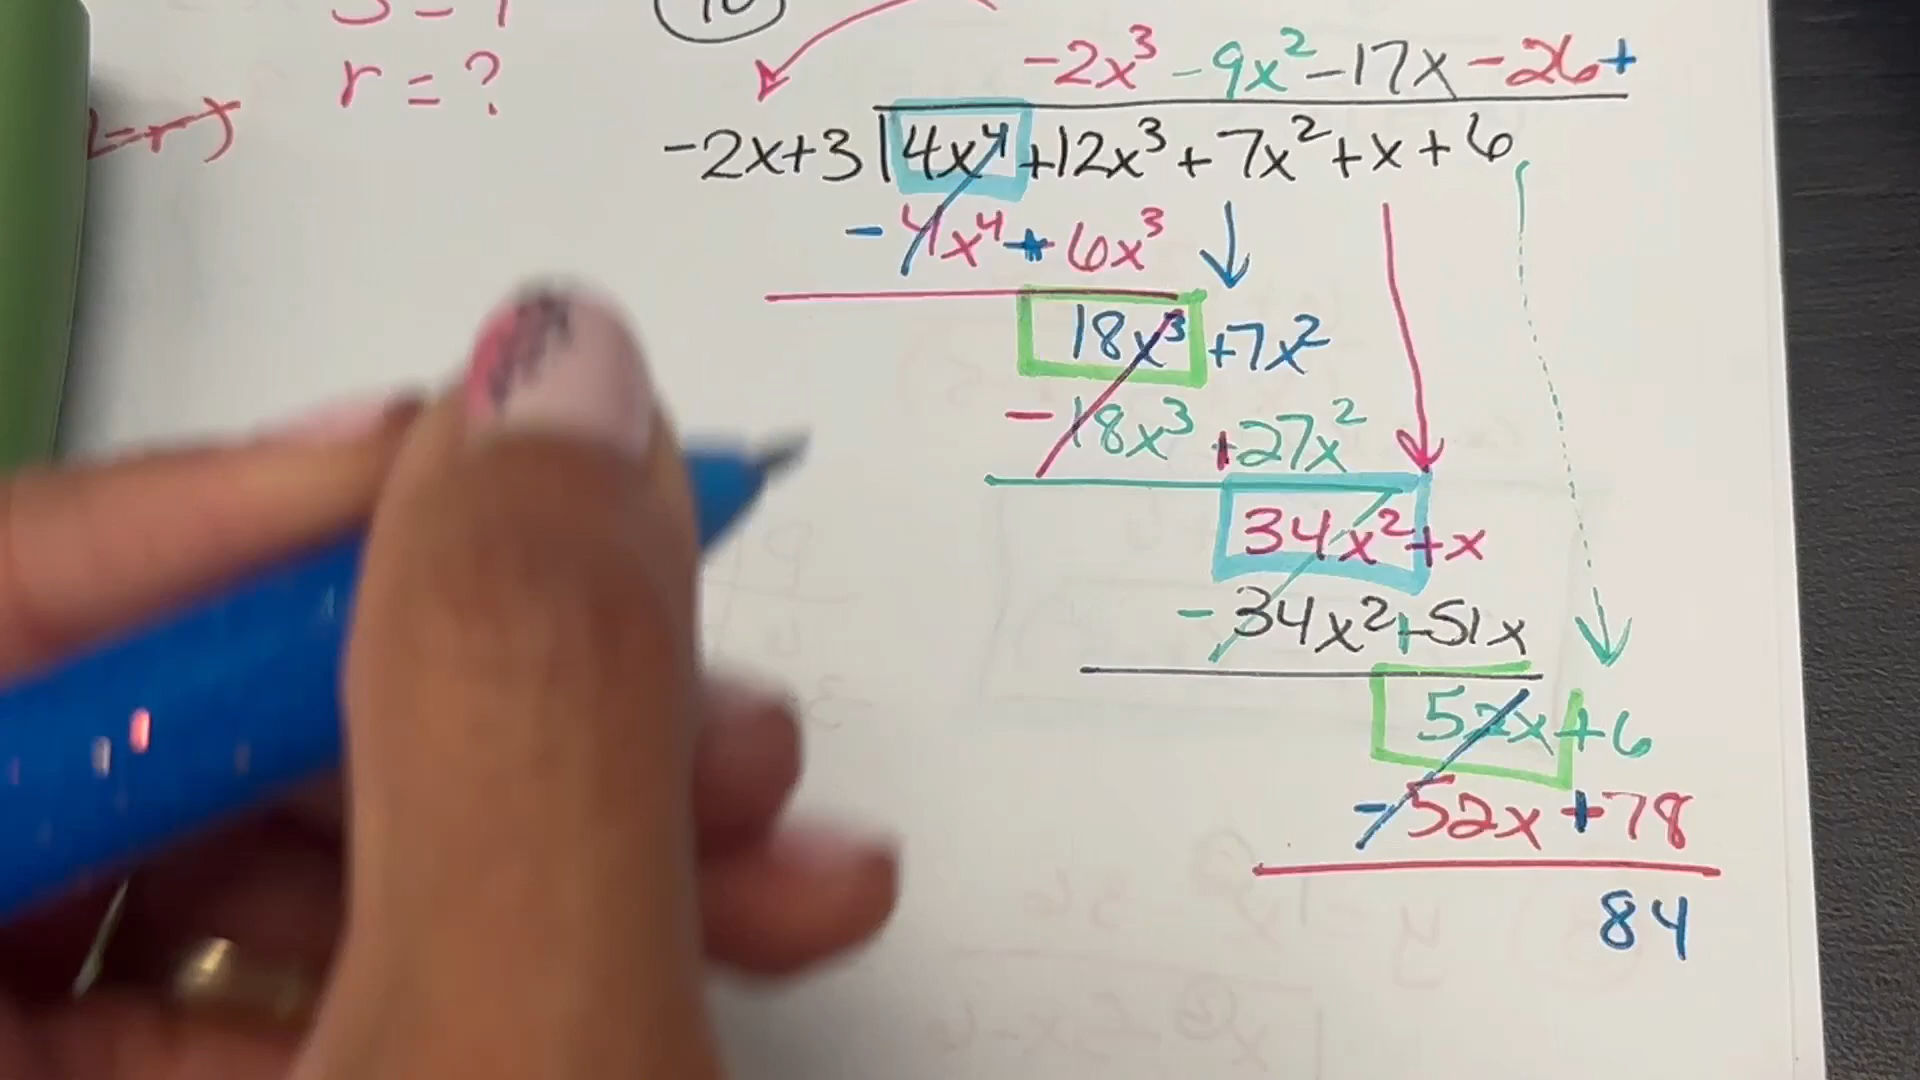 r = ?
-2x³ - 9x² - 17x - 26 +
-2x+3 4x⁴ + 12x³ + 7x² + x + 6
- 4x⁴ + 6x³
18x³ + 7x²
- 18x³ + 27x²
34x² + x
- 34x² + 51x
52x + 6
- 52x + 78
84